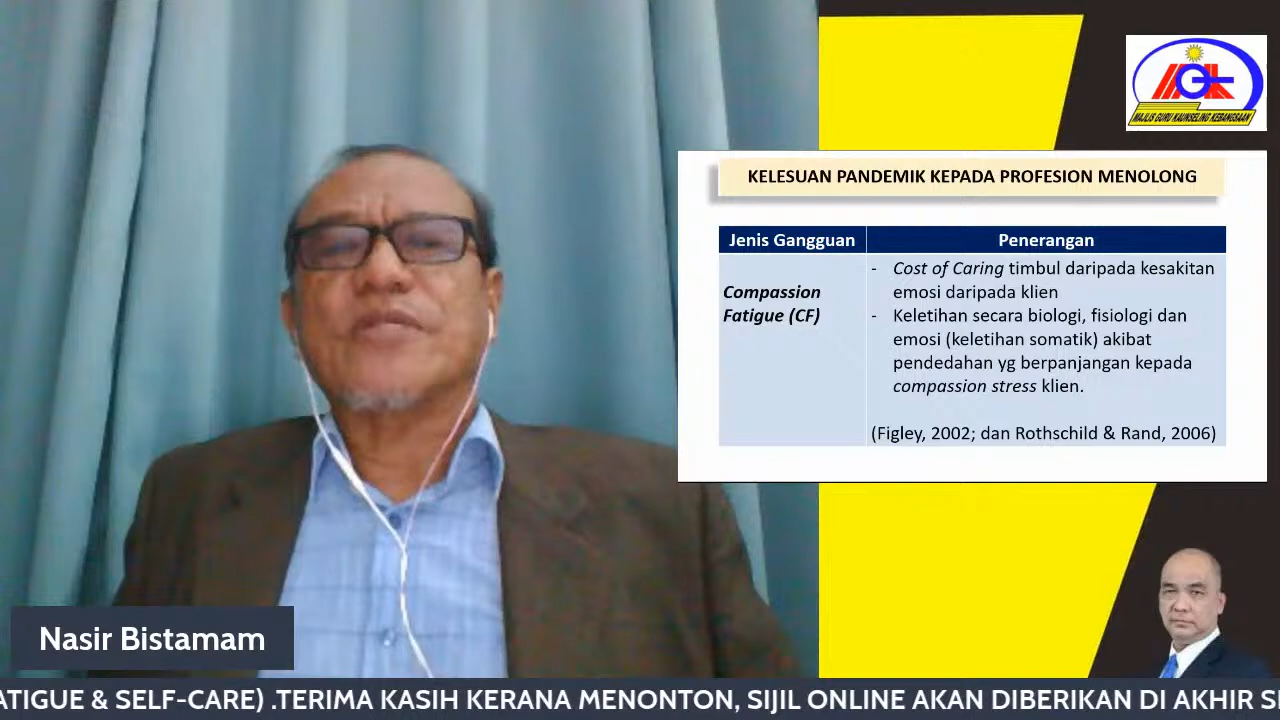 MAJLIS GURU KAUNSELING KEBANGSAAN
KELESUAN PANDEMIK KEPADA PROFESION MENOLONG
Jenis Gangguan
Penerangan
Compassion
Fatigue (CF)
- Cost of Caring timbul daripada kesakitan
emosi daripada klien
- Keletihan secara biologi, fisiologi dan
emosi (keletihan somatik) akibat
pendedahan yg berpanjangan kepada
compassion stress klien.
(Figley, 2002; dan Rothschild & Rand, 2006)
Nasir Bistamam
ATIGUE & SELF-CARE) .TERIMA KASIH KERANA MENONTON, SIJIL ONLINE AKAN DIBERIKAN DI AKHIR S